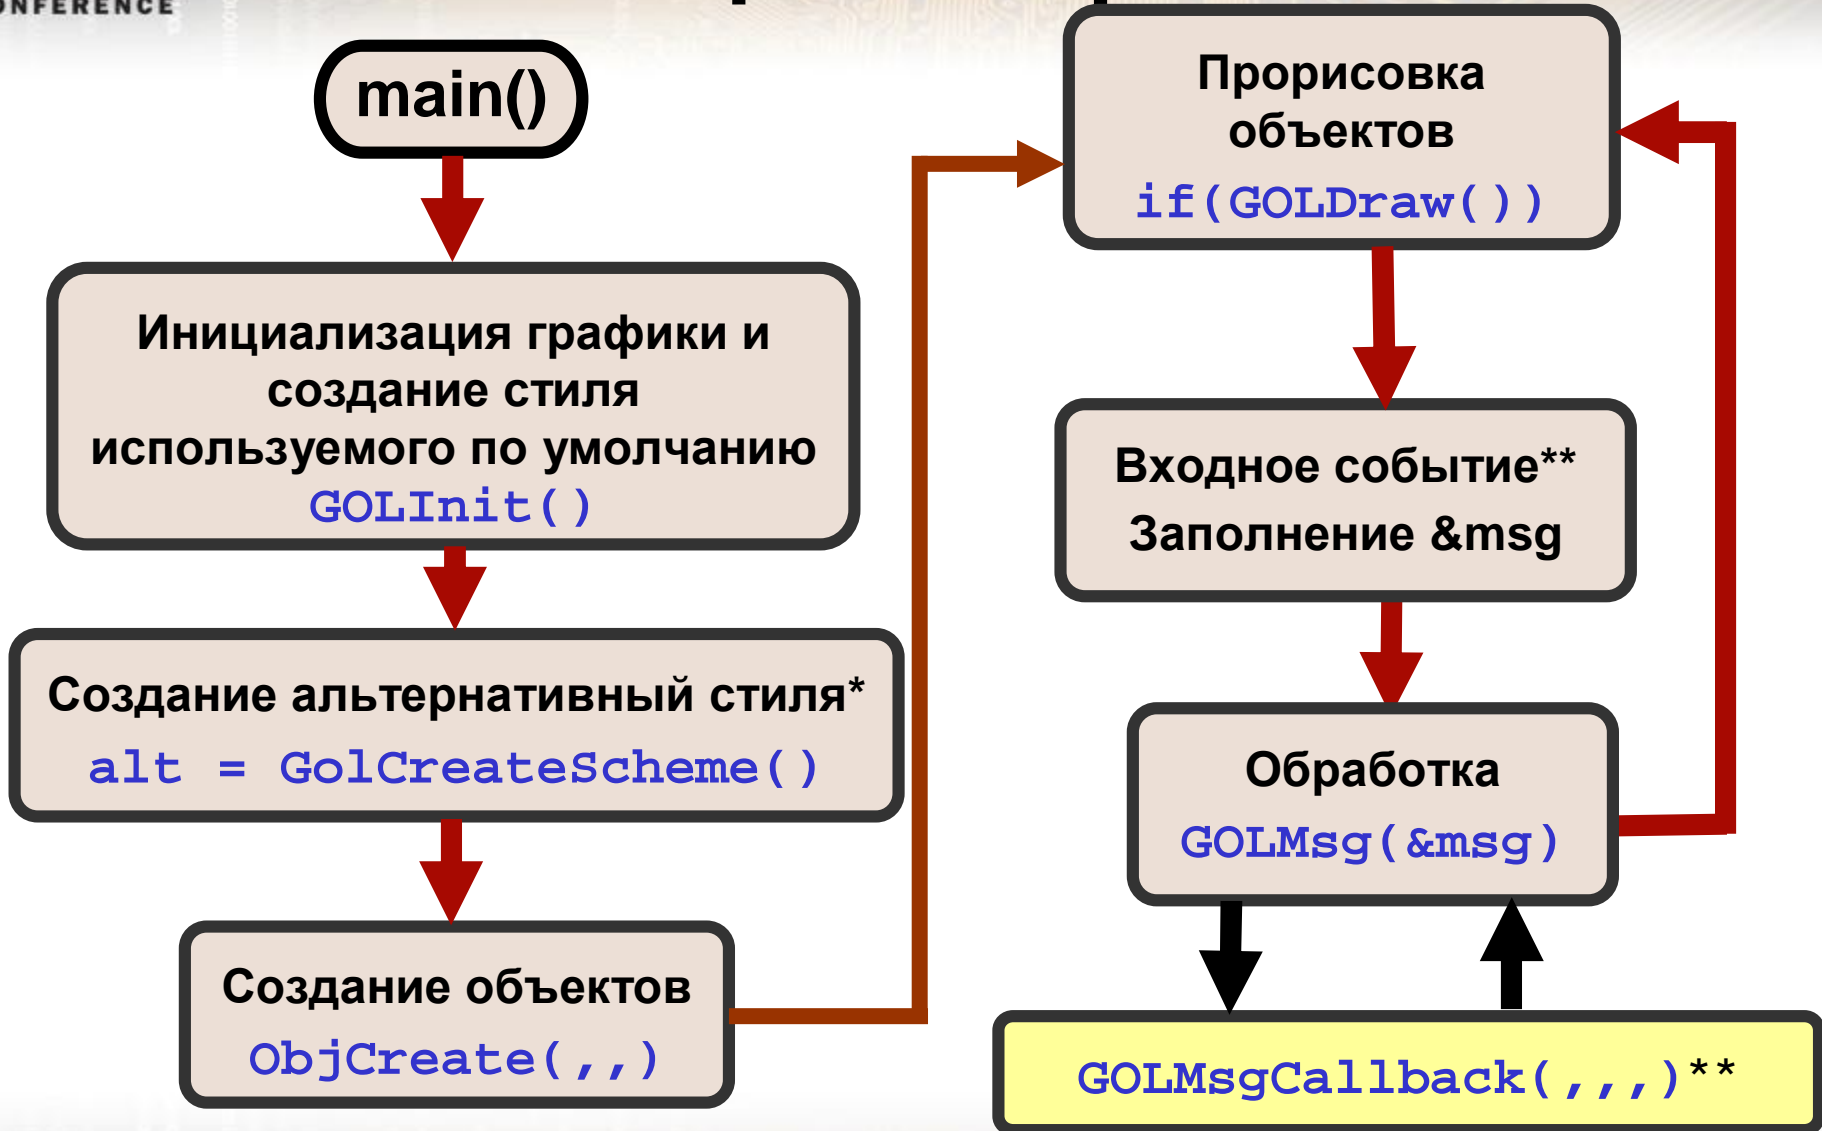 main()
Инициализация графики и
создание стиля
используемого по умолчанию
GOLInit()
Создание альтернативный стиля*
alt = GolCreateScheme()
Создание объектов
ObjCreate(,,)
Прорисовка
объектов
if(GOLDraw())
Входное событие**
Заполнение &msg
Обработка
GOLMsg(&msg)
GOLMsgCallback(,,,)**